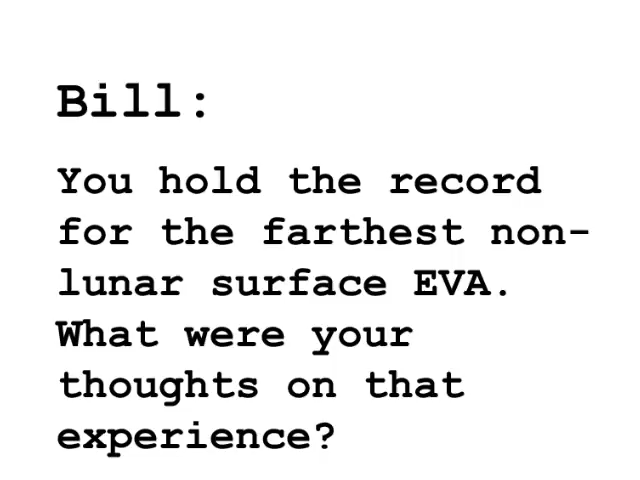 Bill:
You hold the record
for the farthest non-
lunar surface EVA.
What were your
thoughts on that
experience?